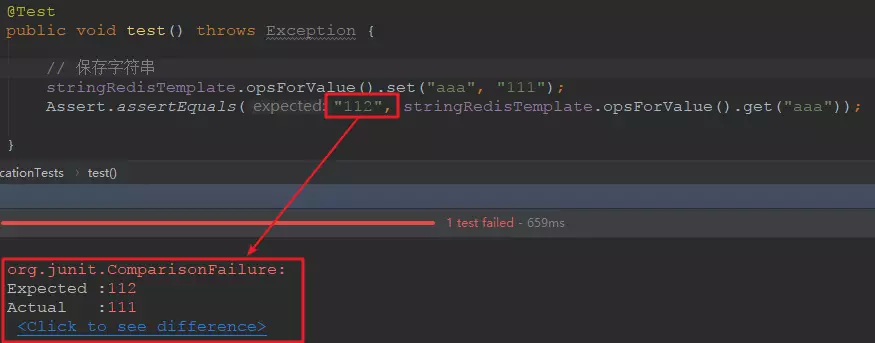 @Test
public void test() throws Exception {
// 保存字符串
stringRedisTemplate.opsForValue().set("aaa", "111");
Assert.assertEquals( expected: "112", stringRedisTemplate.opsForValue().get("aaa"));
}
cationTests › test()
1 test failed - 659ms
org.junit.ComparisonFailure:
Expected :112
Actual   :111
<Click to see difference>